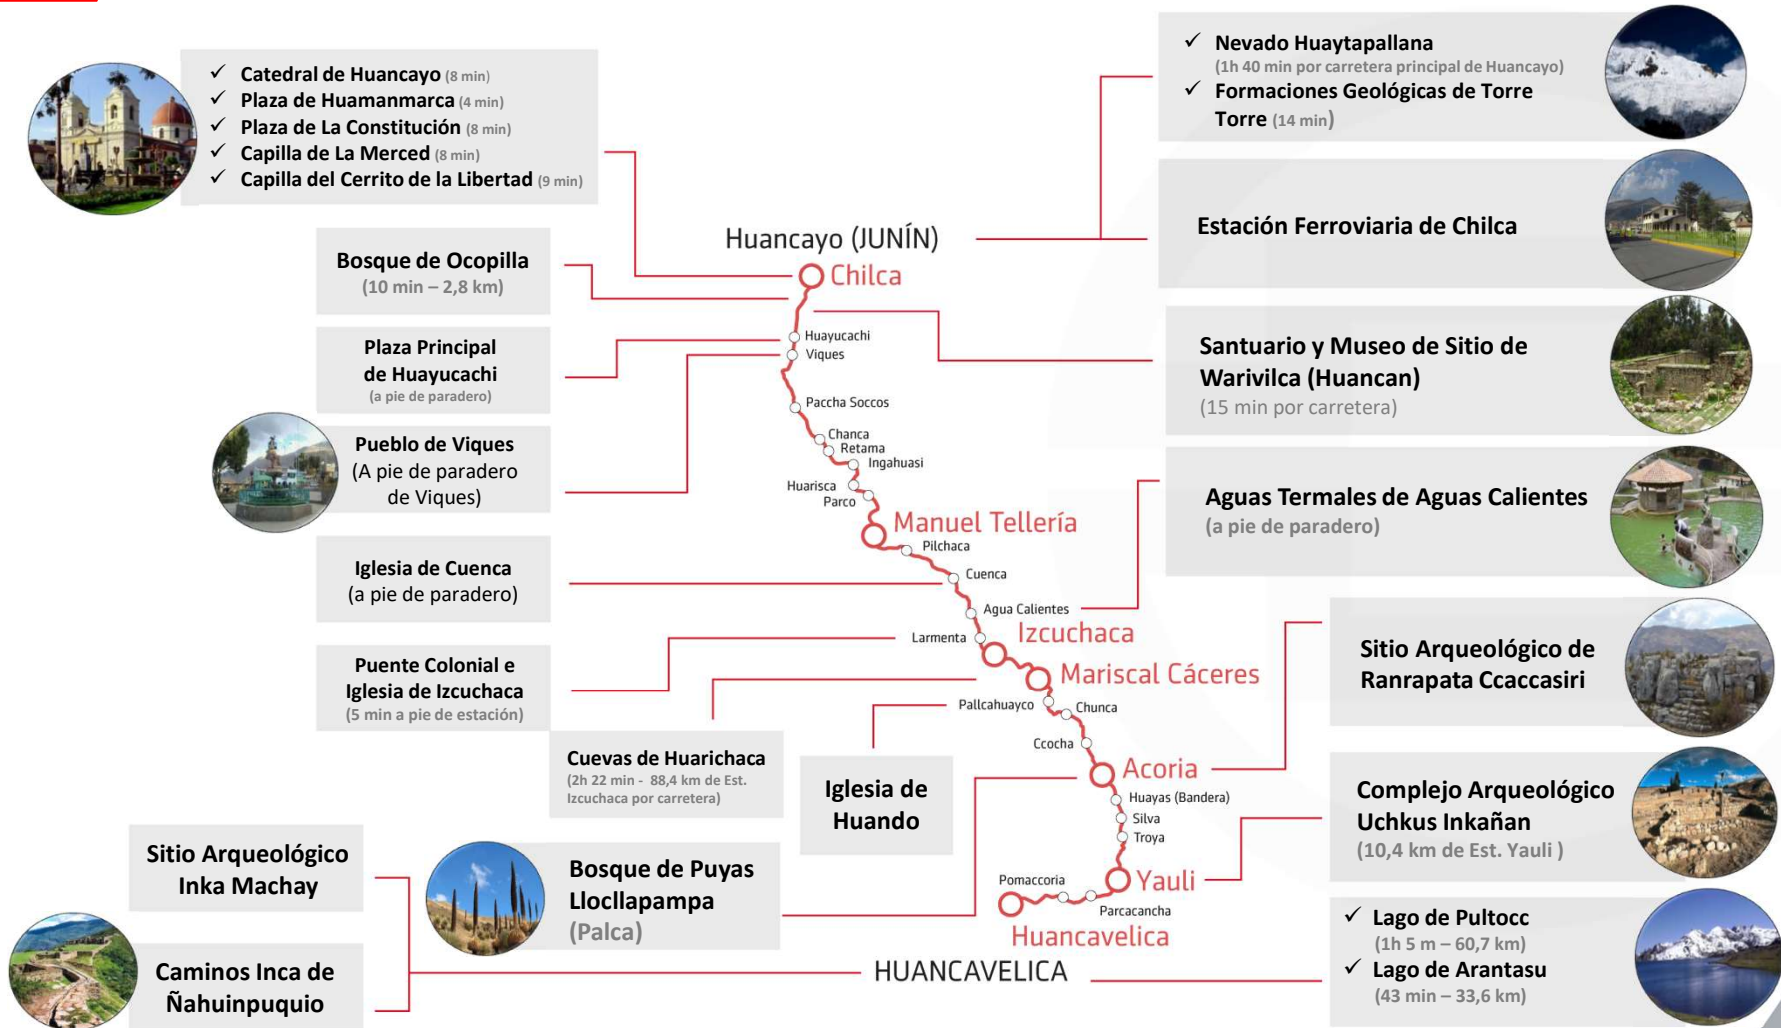 ✓ Catedral de Huancayo (8 min)
✓ Plaza de Huamanmarca (4 min)
✓ Plaza de La Constitución (8 min)
✓ Capilla de La Merced (8 min)
✓ Capilla del Cerrito de la Libertad (9 min)
✓ Nevado Huaytapallana
(1h 40 min por carretera principal de Huancayo)
✓ Formaciones Geológicas de Torre
Torre (14 min)
Estación Ferroviaria de Chilca
Huancayo (JUNÍN)
Chilca
Bosque de Ocopilla
(10 min – 2,8 km)
Plaza Principal
de Huayucachi
(a pie de paradero)
Santuario y Museo de Sitio de
Warivilca (Huancan)
(15 min por carretera)
Huayucachi
Viques
Paccha Soccos
Chanca
Retama
Ingahuasi
Huarisca
Parco
Pueblo de Viques
(A pie de paradero
de Viques)
Aguas Termales de Aguas Calientes
(a pie de paradero)
Manuel Tellería
Pilchaca
Cuenca
Agua Calientes
Larmenta
Izcuchaca
Mariscal Cáceres
Iglesia de Cuenca
(a pie de paradero)
Puente Colonial e
Iglesia de Izcuchaca
(5 min a pie de estación)
Sitio Arqueológico de
Ranrapata Ccaccasiri
Pallcahuayco
Chunca
Ccocha
Acoria
Cuevas de Huarichaca
(2h 22 min - 88,4 km de Est.
Izcuchaca por carretera)
Iglesia de
Huando
Huayas (Bandera)
Silva
Troya
Complejo Arqueológico
Uchkus Inkañan
(10,4 km de Est. Yauli )
Sitio Arqueológico
Inka Machay
Bosque de Puyas
Llocllapampa
(Palca)
Pomaccoria
Yauli
Parcacancha
Huancavelica
Caminos Inca de
Ñahuinpuquio
HUANCAVELICA
✓ Lago de Pultocc
(1h 5 m – 60,7 km)
✓ Lago de Arantasu
(43 min – 33,6 km)